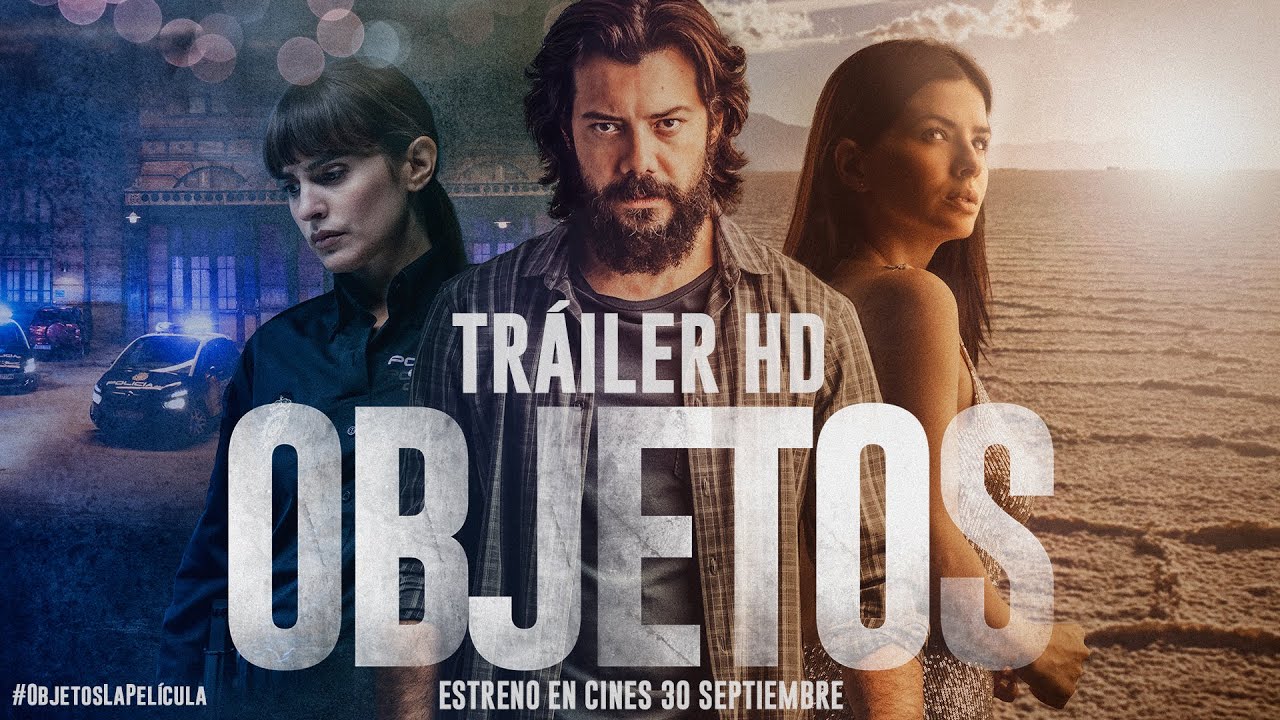 TRÁILER HD
OBJETOS
POLICIA
#OBJETOSLAPELÍCULA
ESTRENO EN CINES 30 SEPTIEMBRE